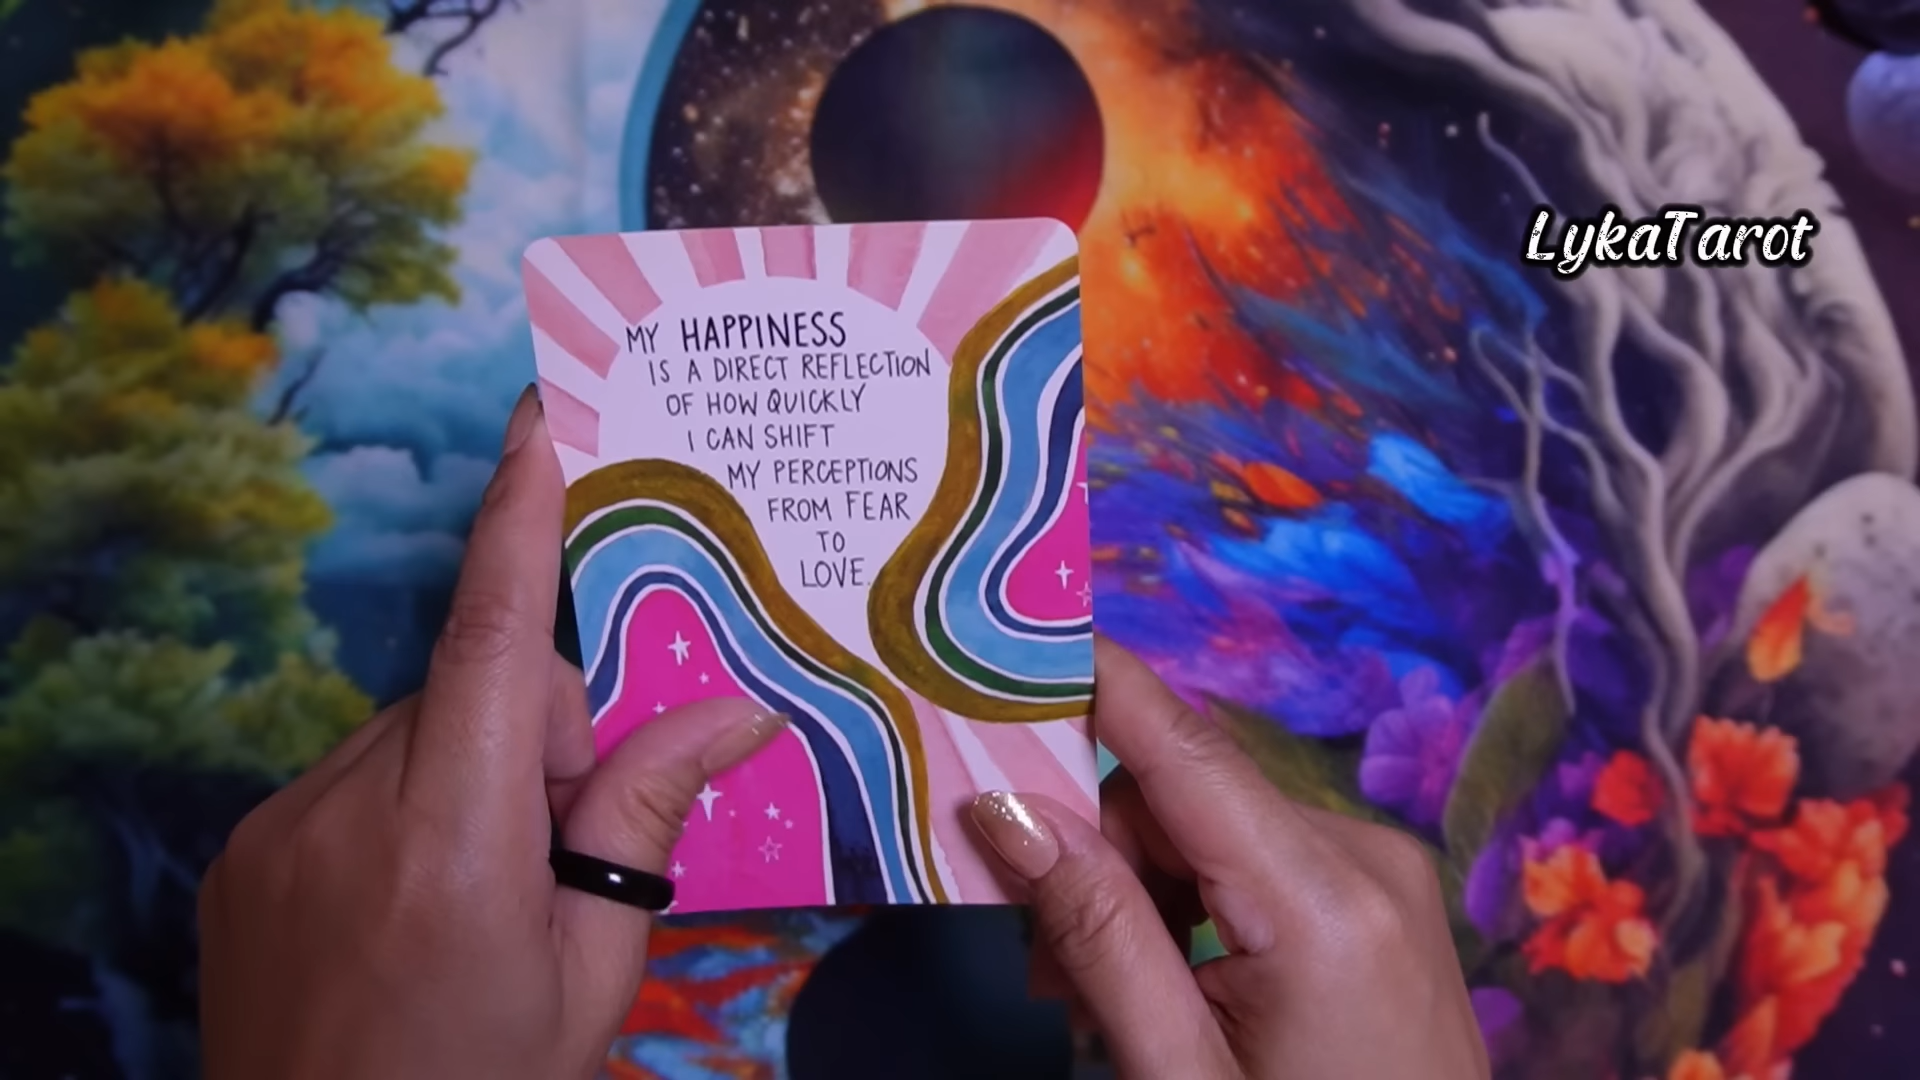 MY HAPPINESS
IS A DIRECT REFLECTION
OF HOW QUICKLY
I CAN SHIFT
MY PERCEPTIONS
FROM FEAR
TO
LOVE.
LykaTarot